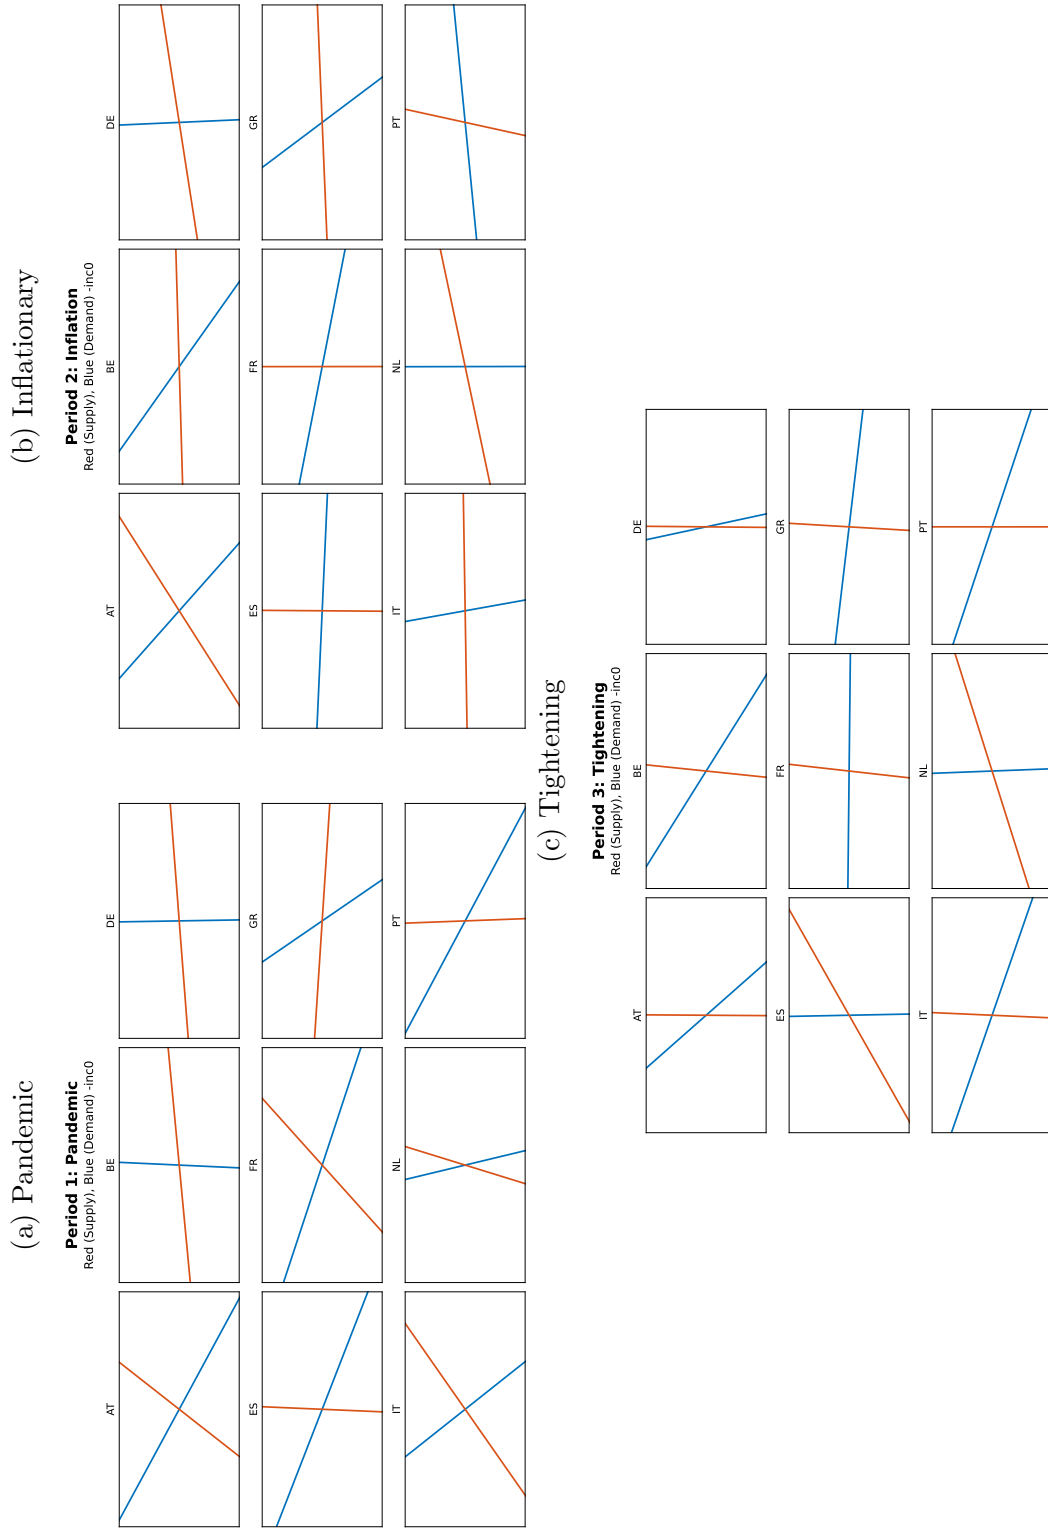 (a) Pandemic
Period 1: Pandemic
Red (Supply), Blue (Demand) -inc0
AT
BE
DE
ES
FR
GR
IT
NL
PT
(b) Inflationary
Period 2: Inflation
Red (Supply), Blue (Demand) -inc0
AT
BE
DE
ES
FR
GR
IT
NL
PT
(c) Tightening
Period 3: Tightening
Red (Supply), Blue (Demand) -inc0
AT
BE
DE
ES
FR
GR
IT
NL
PT